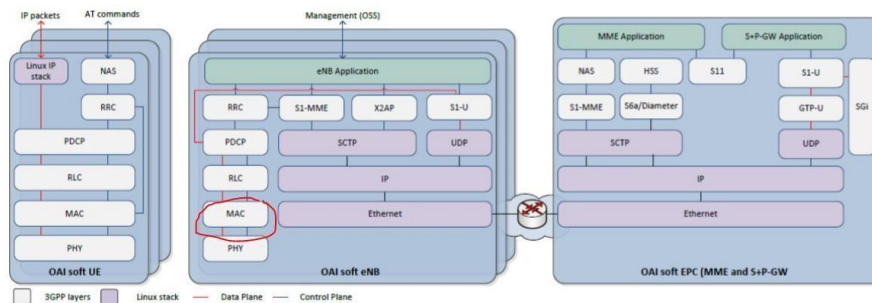 IP packets
AT commands
Linux IP stack
NAS
RRC
PDCP
RLC
MAC
PHY
OAI soft UE
Management (OSS)
eNB Application
RRC
S1-MME
X2AP
S1-U
PDCP
SCTP
UDP
RLC
IP
MAC
Ethernet
PHY
OAI soft eNB
MME Application
S+P-GW Application
NAS
HSS
S11
S1-U
S1-MME
S6a/Diameter
GTP-U
SGi
SCTP
UDP
IP
Ethernet
OAI soft EPC (MME and S+P-GW
3GPP layers
Linux stack
Data Plane
Control Plane